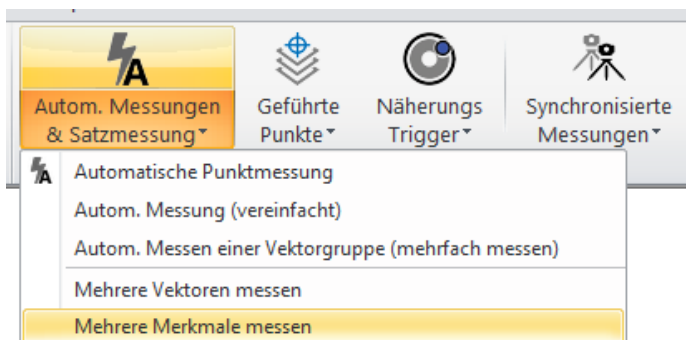 Autom. Messungen
& Satzmessung
Geführte
Punkte
Näherungs
Trigger
Synchronisierte
Messungen
A Automatische Punktmessung
Autom. Messung (vereinfacht)
Autom. Messen einer Vektorgruppe (mehrfach messen)
Mehrere Vektoren messen
Mehrere Merkmale messen